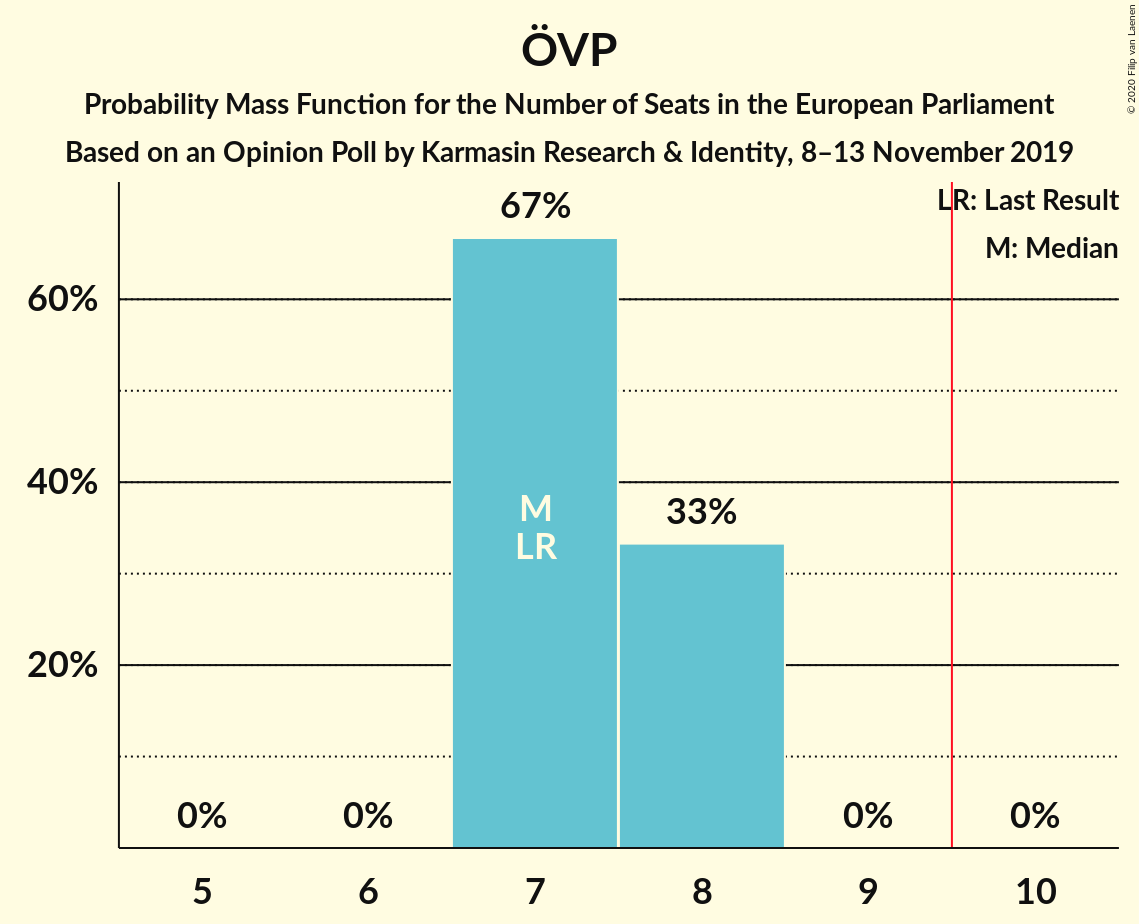 ÖVP
Probability Mass Function for the Number of Seats in the European Parliament
Based on an Opinion Poll by Karmasin Research & Identity, 8–13 November 2019
© 2020 Filip van Laenen
LR: Last Result
M: Median
67%
60%
40%
33%
M
LR
20%
0%
0%
0%
0%
5
6
7
8
9
10